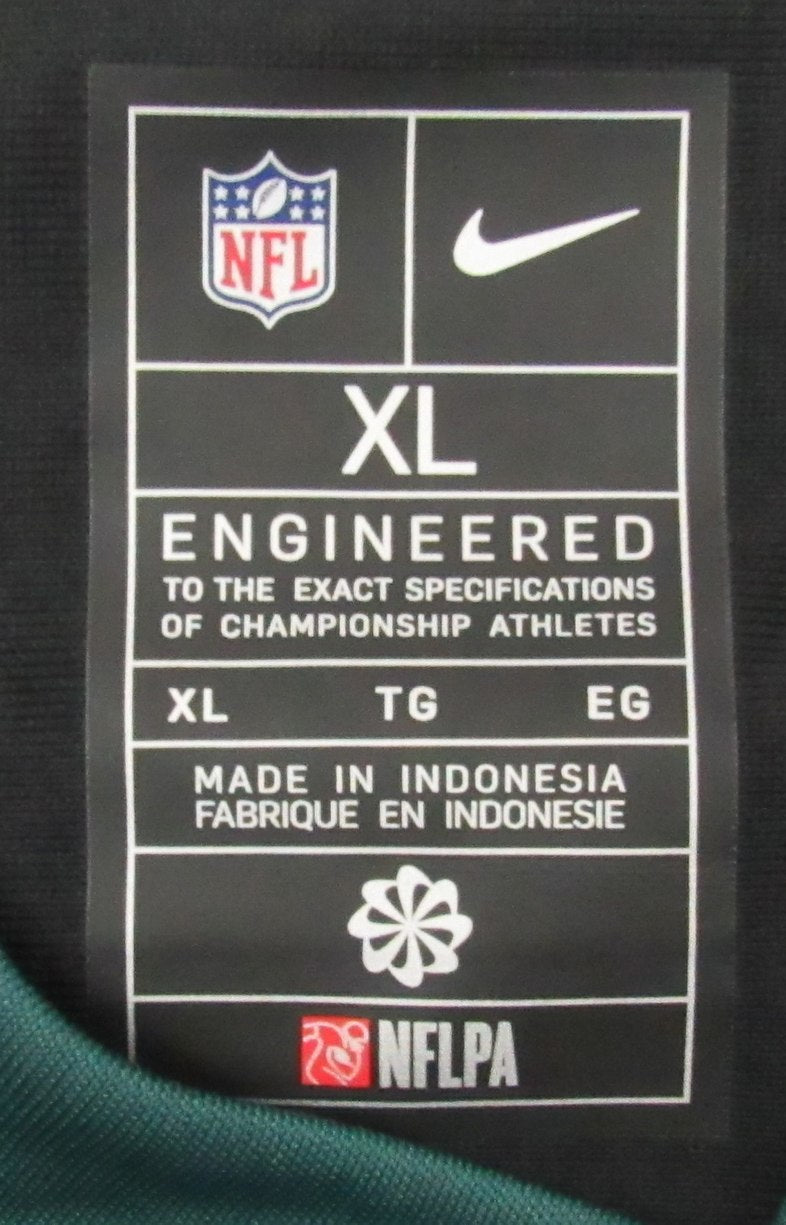 NFL
XL
ENGINEERED
TO THE EXACT SPECIFICATIONS
OF CHAMPIONSHIP ATHLETES
XL TG EG
MADE IN INDONESIA
FABRIQUE EN INDONESIE
NFLPA